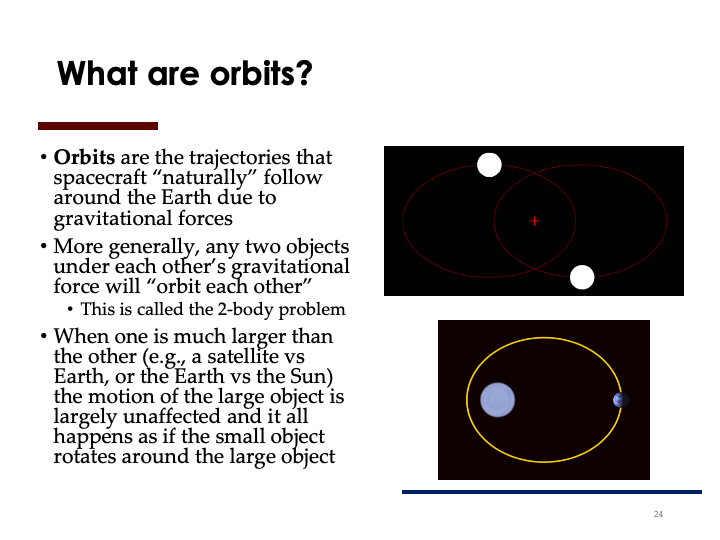 What are orbits?
• Orbits are the trajectories that
spacecraft “naturally” follow
around the Earth due to
gravitational forces
• More generally, any two objects
under each other’s gravitational
force will “orbit each other”
• This is called the 2-body problem
• When one is much larger than
the other (e.g., a satellite vs
Earth, or the Earth vs the Sun)
the motion of the large object is
largely unaffected and it all
happens as if the small object
rotates around the large object
24